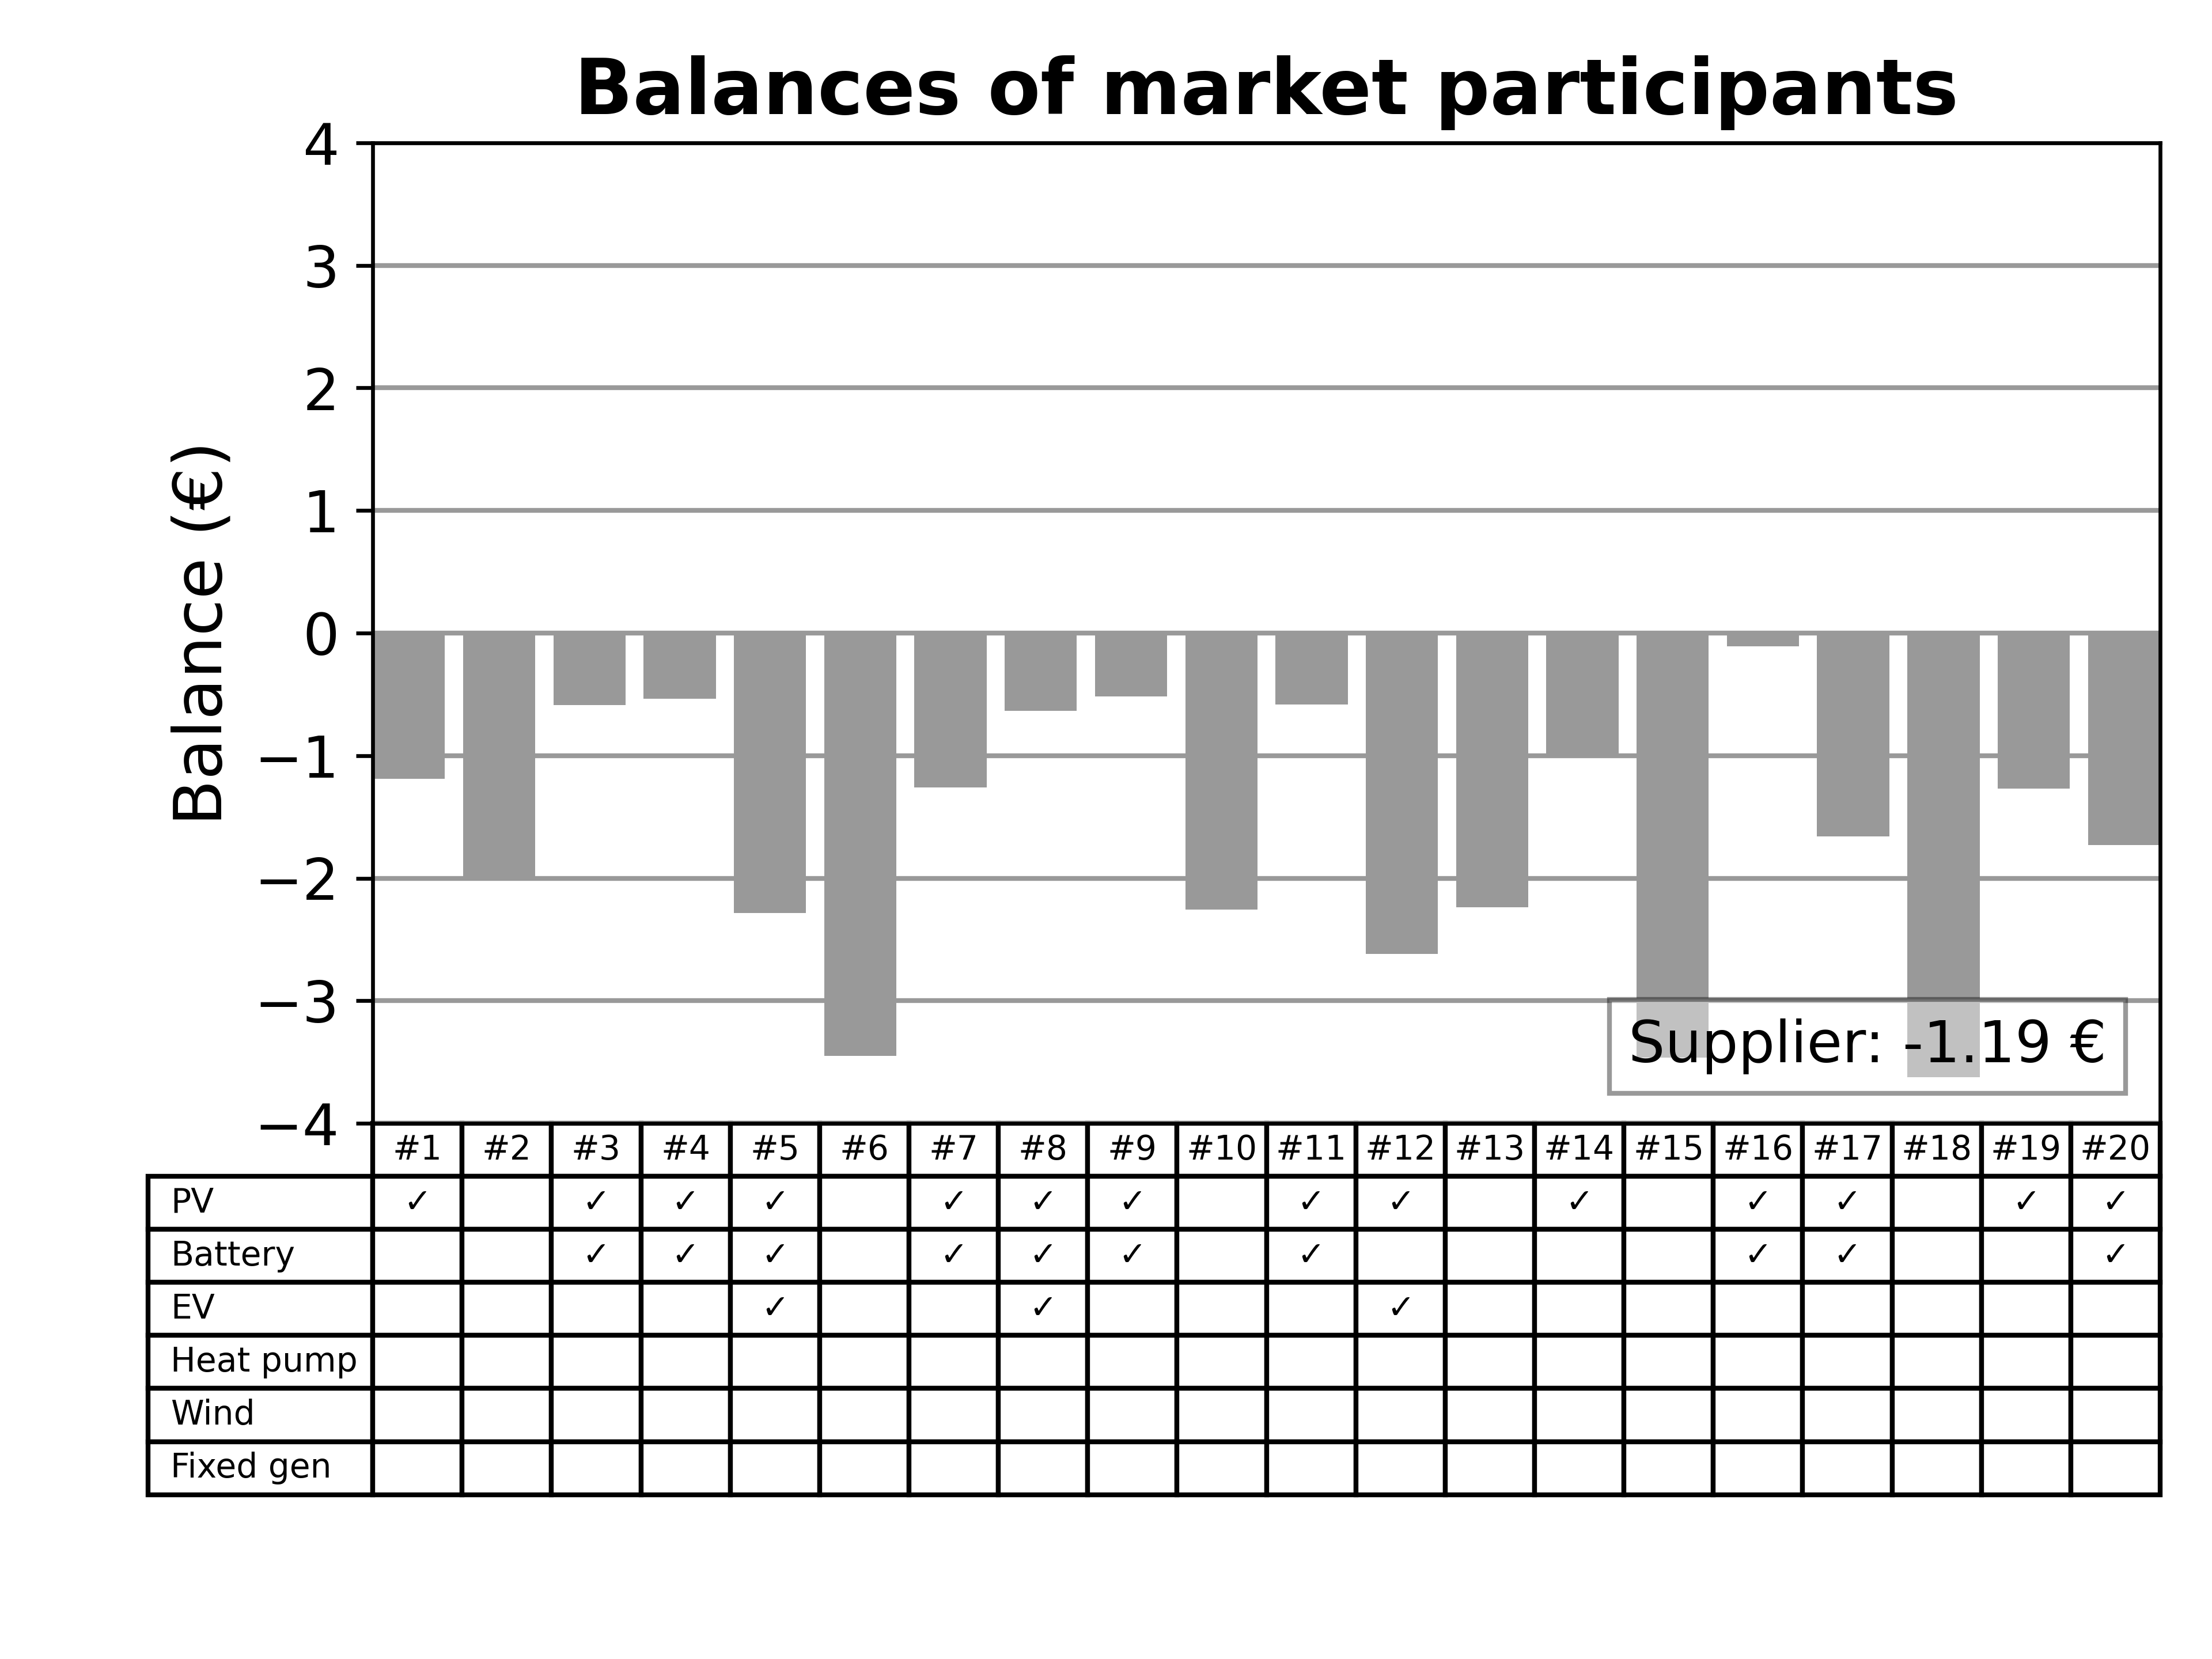 Balances of market participants
Balance (€)
4
3
2
1
0
−1
−2
−3
−4
Supplier: -1.19 €
#1 #2 #3 #4 #5 #6 #7 #8 #9 #10 #11 #12 #13 #14 #15 #16 #17 #18 #19 #20
PV ✓ ✓ ✓ ✓ ✓ ✓ ✓ ✓ ✓ ✓ ✓ ✓ ✓ ✓
Battery ✓ ✓ ✓ ✓ ✓ ✓ ✓ ✓ ✓ ✓
EV ✓ ✓ ✓
Heat pump
Wind
Fixed gen